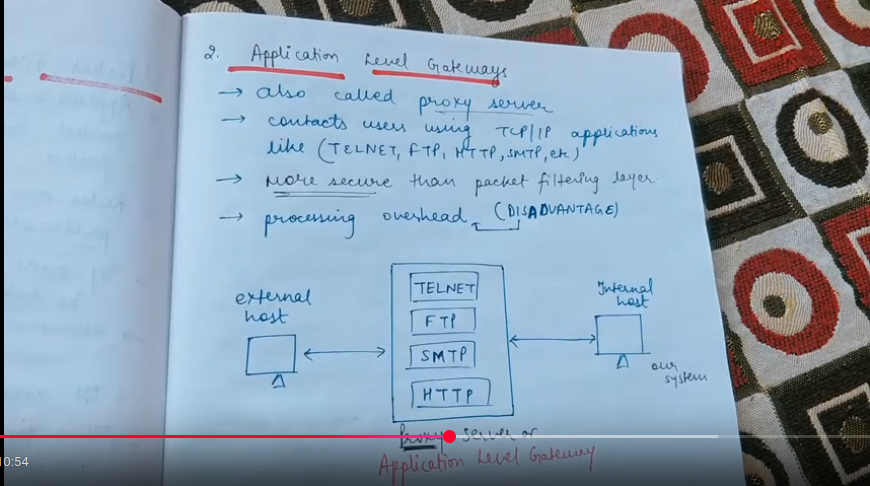 2. Application Level Gateways
→ also called proxy server
→ contacts users using TCP/IP applications
like (TELNET, FTP, HTTP, SMTP, etc)
→ More secure than packet filtering layer
→ processing overhead (DISADVANTAGE)
external
host
TELNET
FTP
SMTP
HTTP
Internal
host
our
system
Proxy server or
Application Level Gateway
10:54